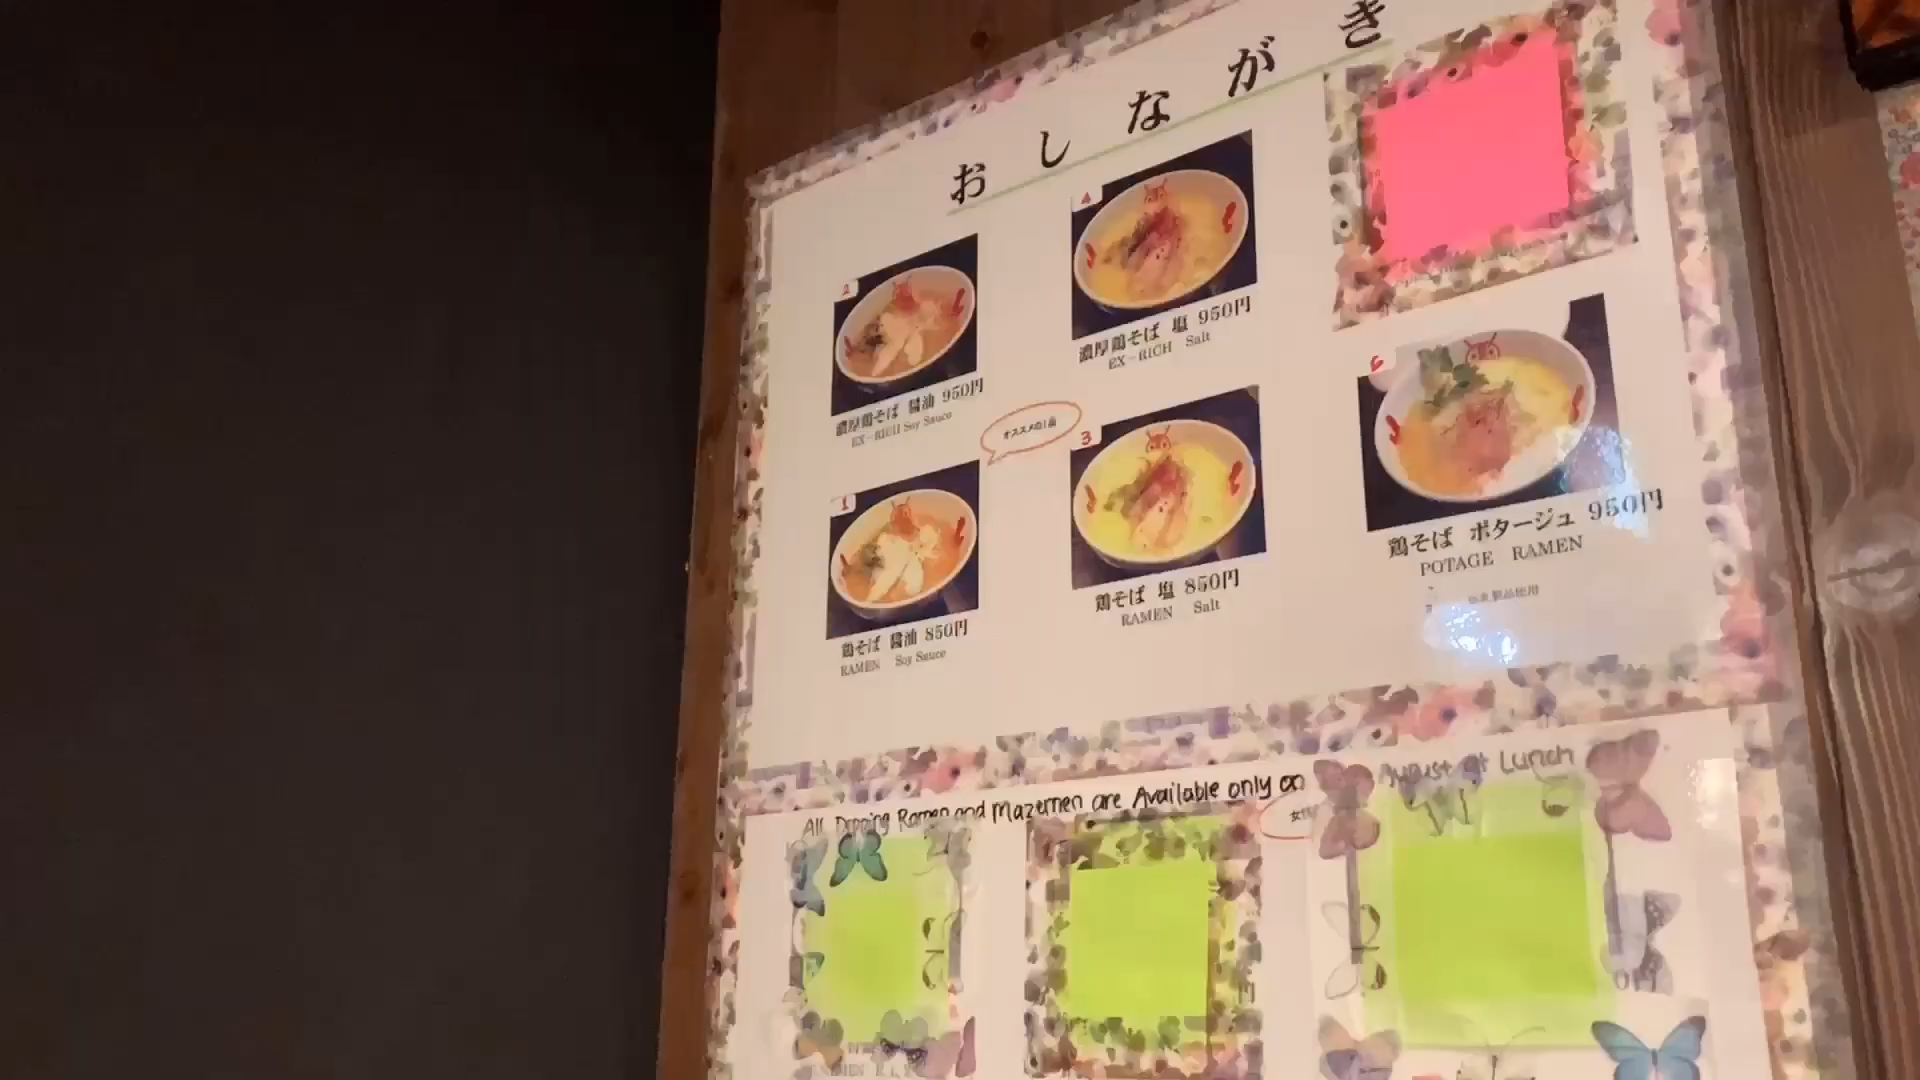 おしながき
2
濃厚鶏そば 醤油 950円
EX-RICH Soy Sauce
4
濃厚鶏そば 塩 950円
EX-RICH Salt
オススメの1品
1
鶏そば 醤油 850円
RAMEN Soy Sauce
3
鶏そば 塩 850円
RAMEN Salt
6
鶏そば ポタージュ 950円
POTAGE RAMEN
All Dipping Ramen and Mazemen are Available only on August at Lunch